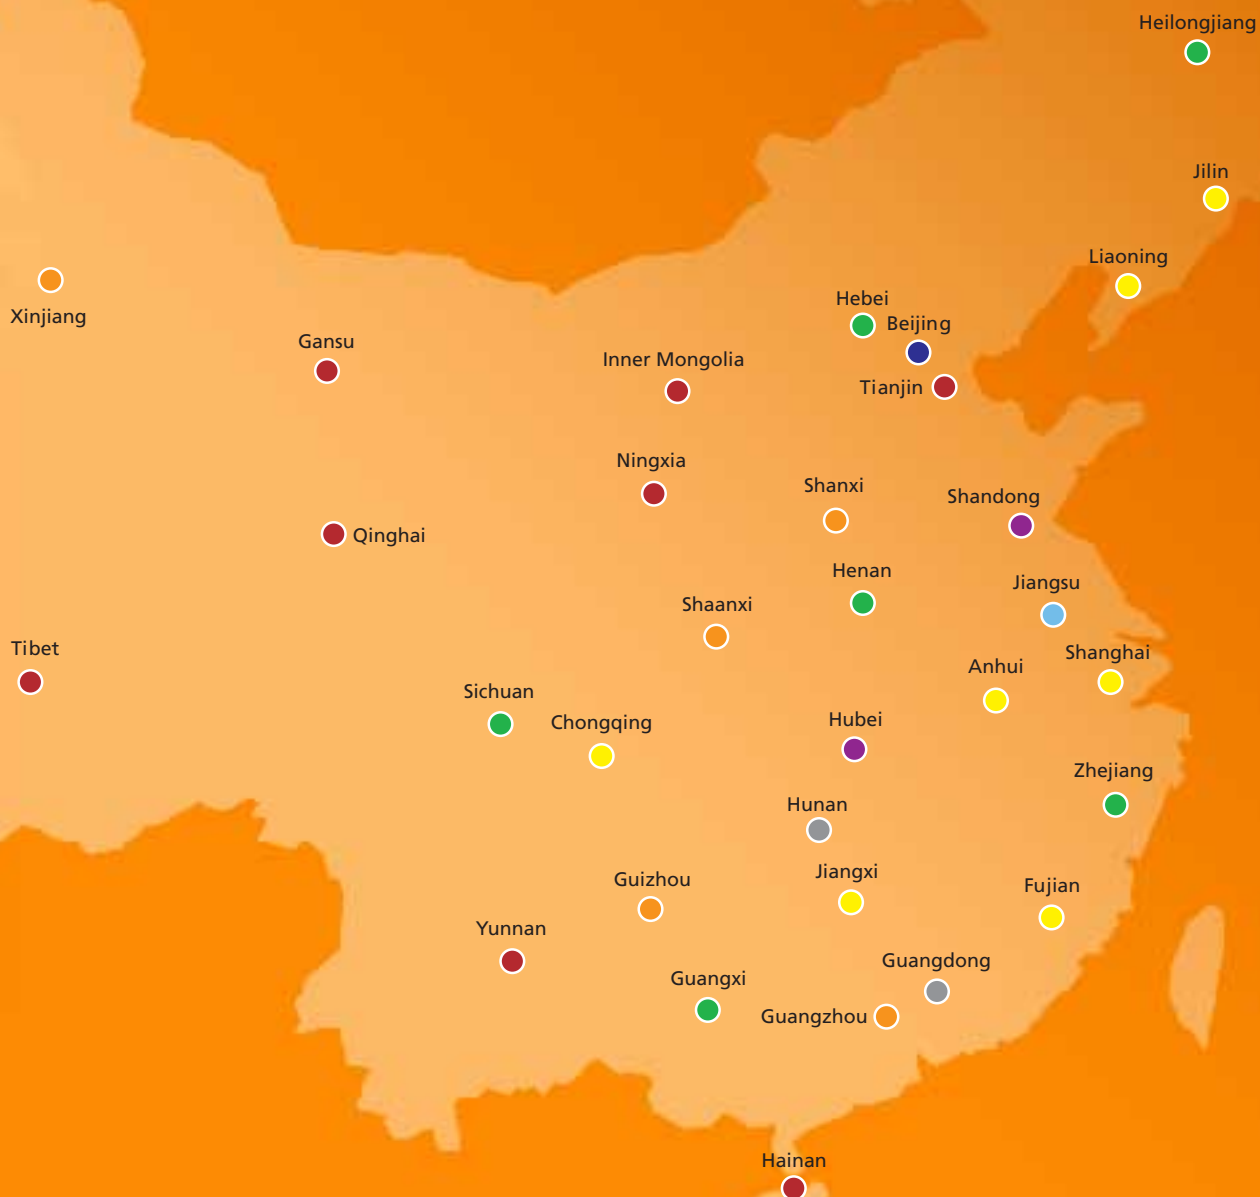 Heilongjiang
Jilin
Liaoning
Hebei
Xinjiang
Beijing
Gansu
Inner Mongolia
Tianjin
Ningxia
Shanxi
Shandong
Qinghai
Henan
Jiangsu
Shaanxi
Tibet
Shanghai
Anhui
Sichuan
Chongqing
Hubei
Zhejiang
Hunan
Jiangxi
Guizhou
Fujian
Yunnan
Guangdong
Guangxi
Guangzhou
Hainan